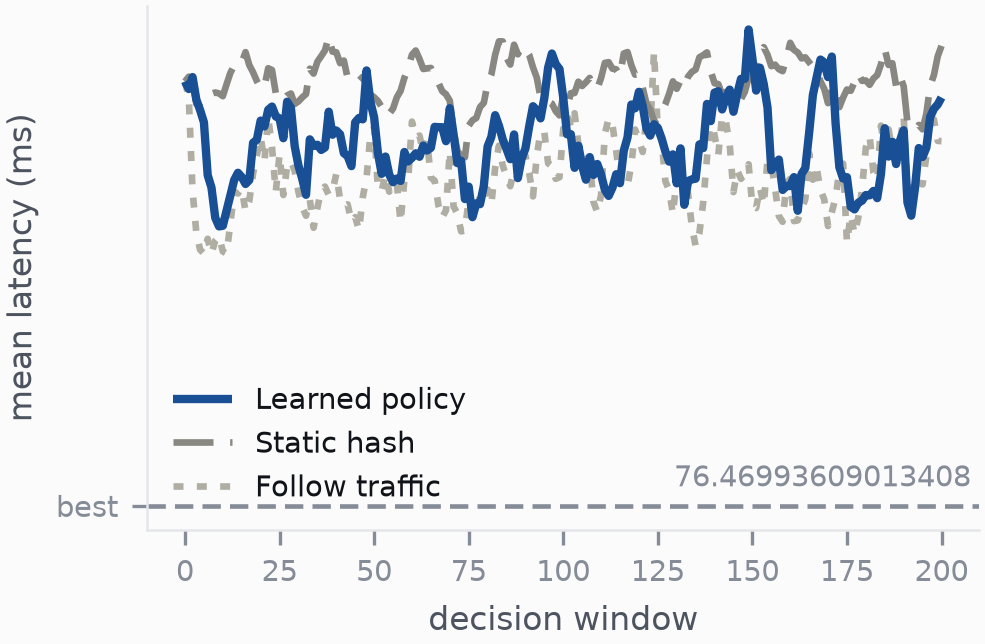 mean latency (ms)
Learned policy
Static hash
Follow traffic
76.46993609013408
best
0 25 50 75 100 125 150 175 200
decision window